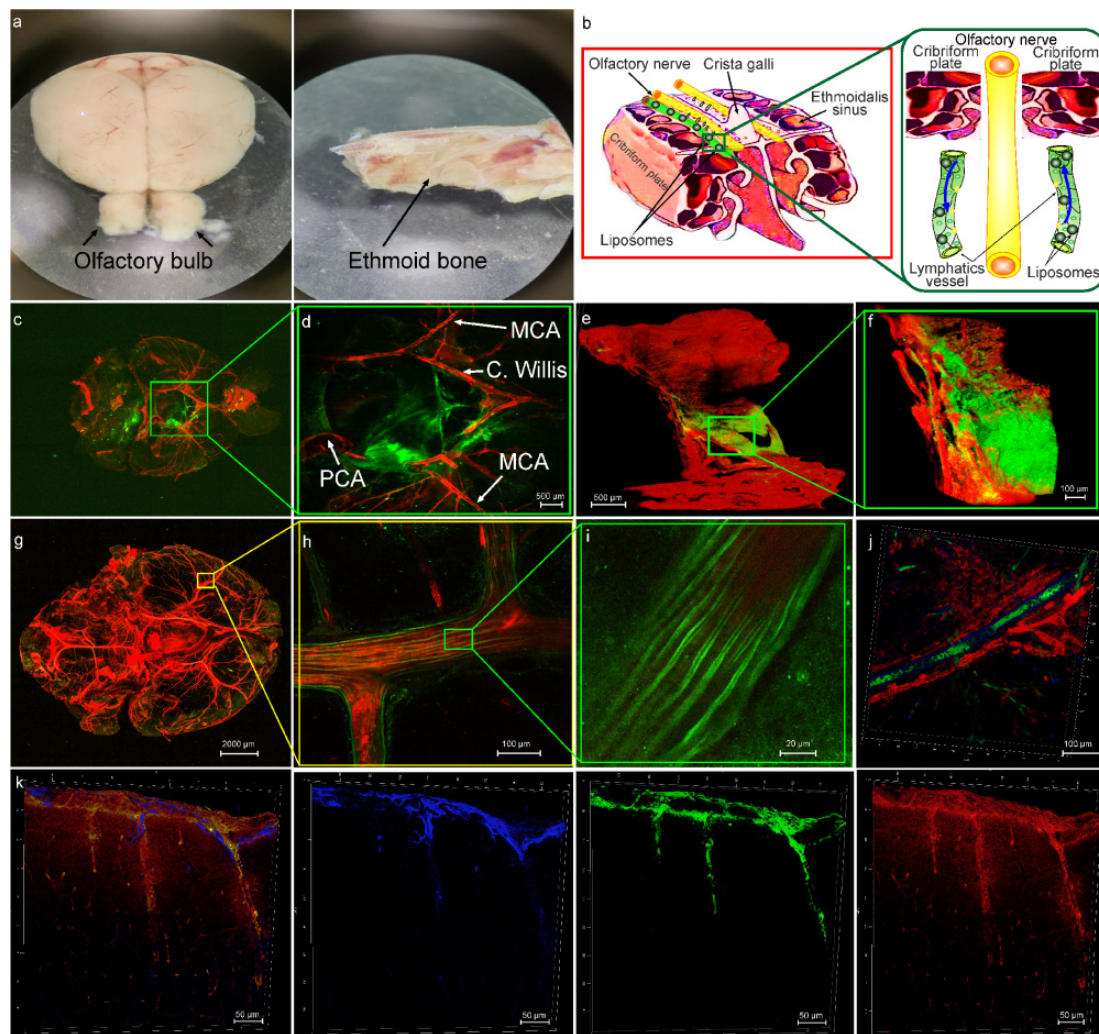 a
Olfactory bulb
Ethmoid bone
b
Olfactory nerve
Crista galli
Ethmoidalis
sinus
Cribriform plate
Liposomes
Olfactory nerve
Cribriform
plate
Cribriform
plate
Lymphatics
vessel
Liposomes
c
d
MCA
C. Willis
PCA
MCA
500 µm
e
500 µm
f
100 µm
g
2000 µm
h
100 µm
i
20 µm
j
100 µm
k
50 µm
50 µm
50 µm
50 µm